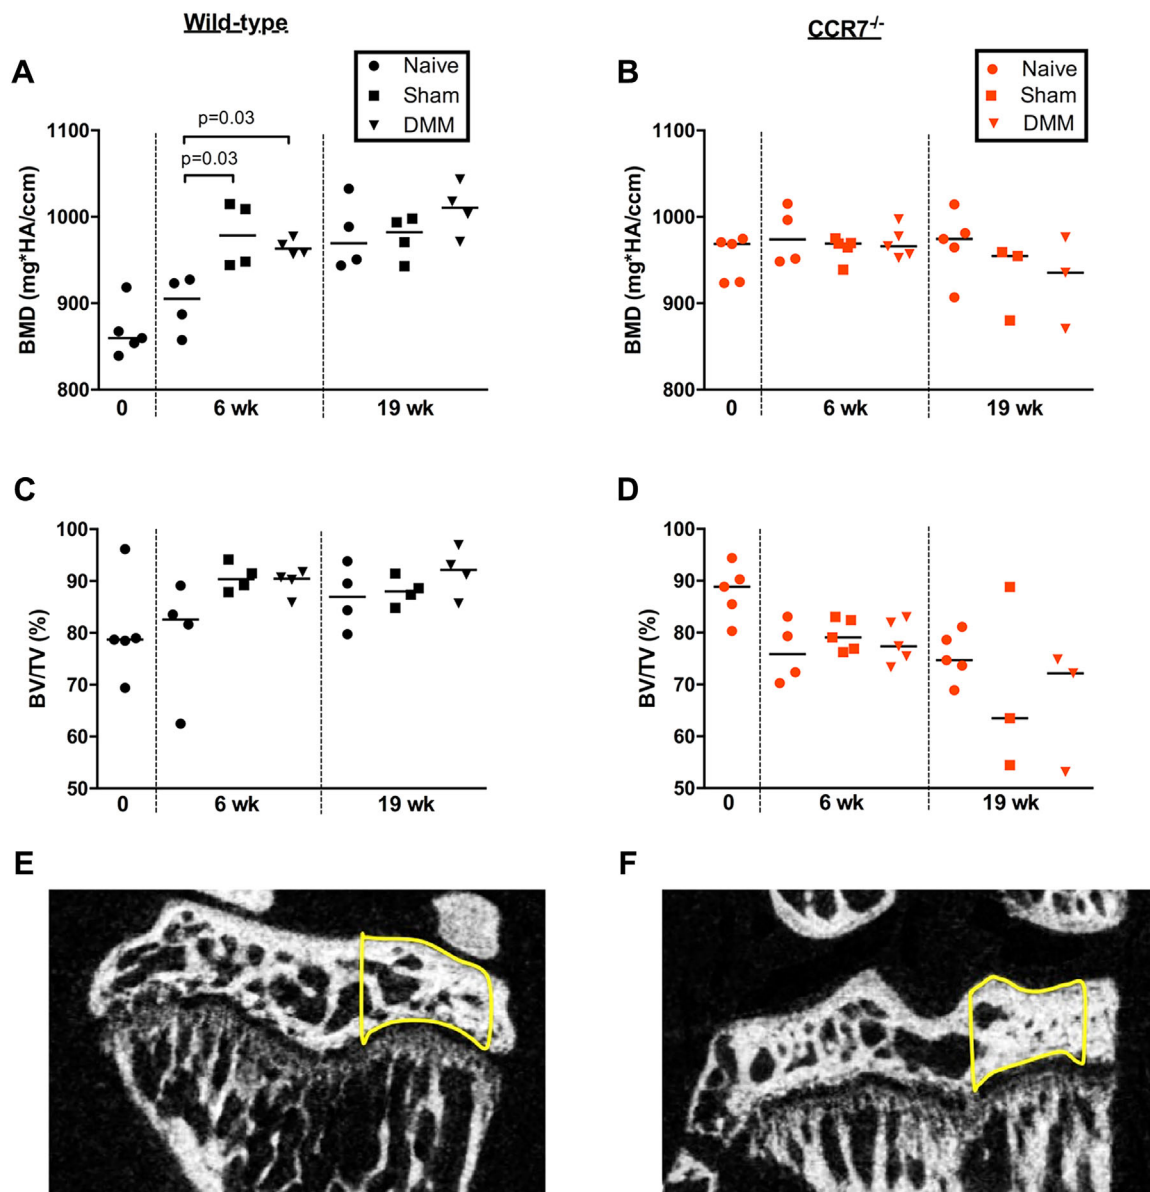 Wild-type
CCR7-/-
A
Naive
Sham
DMM
p=0.03
p=0.03
BMD (mg*HA/ccm)
1100
1000
900
800
0
6 wk
19 wk
B
Naive
Sham
DMM
BMD (mg*HA/ccm)
1100
1000
900
800
0
6 wk
19 wk
C
BV/TV (%)
100
90
80
70
60
50
0
6 wk
19 wk
D
BV/TV (%)
100
90
80
70
60
50
0
6 wk
19 wk
E
F